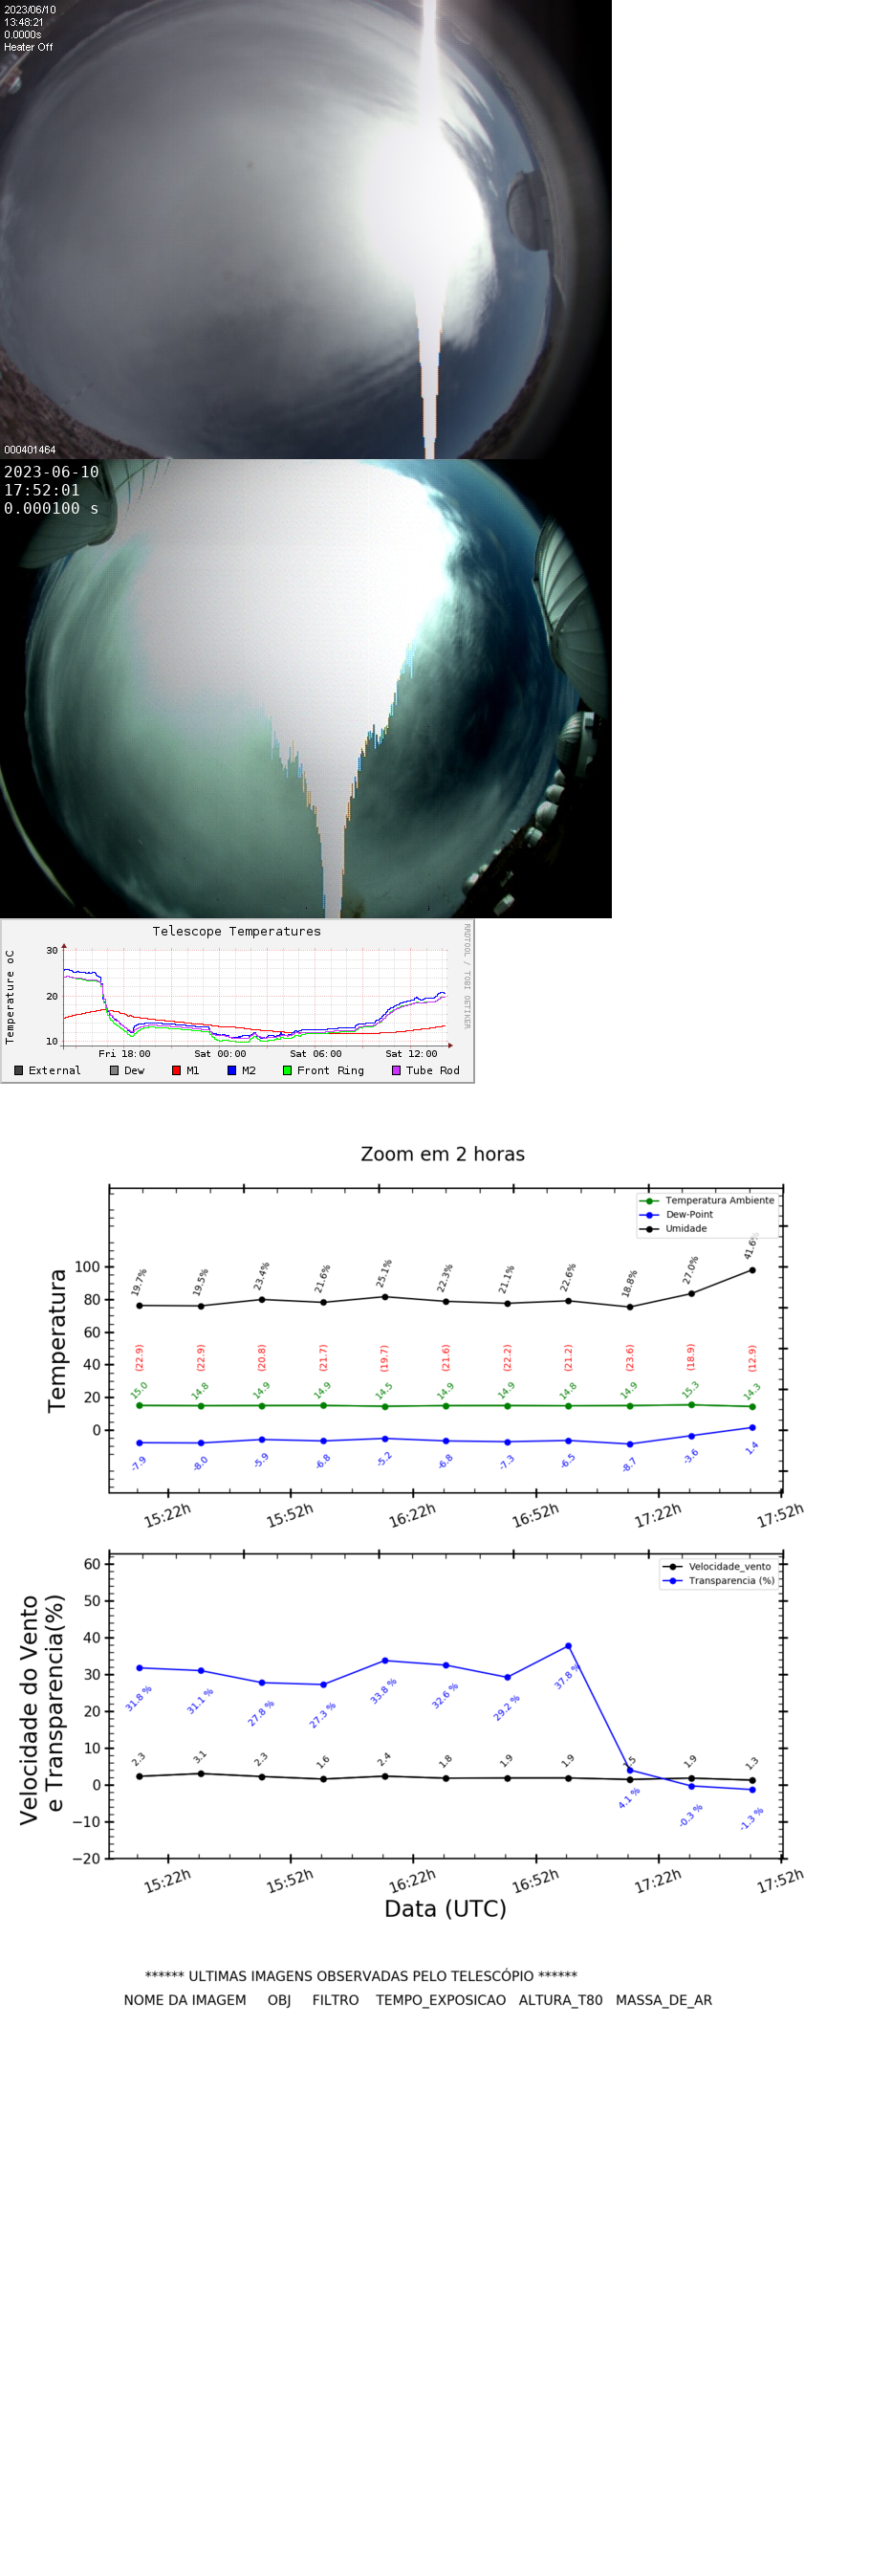 2023/06/10
13:48:21
0.0000s
Heater Off
000401464
2023-06-10
17:52:01
0.000100 s
Telescope Temperatures
RRDTOOL / TOBI OETIKER
Temperature oC
30
20
10
Fri 18:00 Sat 00:00 Sat 06:00 Sat 12:00
External Dew M1 M2 Front Ring Tube Rod
Zoom em 2 horas
Temperatura Ambiente
Dew-Point
Umidade
Temperatura
100
80
60
40
20
0
19.7% 19.5% 23.4% 21.6% 25.1% 22.3% 21.1% 22.6% 18.8% 27.0% 41.6%
(22.9) (22.9) (20.8) (21.7) (19.7) (21.6) (22.2) (21.2) (23.6) (18.9) (12.9)
15.0 14.8 14.9 14.9 14.5 14.9 14.9 14.8 14.9 15.3 14.3
-7.9 -8.0 -5.9 -6.8 -5.2 -6.8 -7.3 -6.5 -8.7 -3.6 1.4
15:22h 15:52h 16:22h 16:52h 17:22h 17:52h
Velocidade_vento
Transparencia (%)
Velocidade do Vento
e Transparencia(%)
60
50
40
30
20
10
0
−10
−20
31.8 % 31.1 % 27.8 % 27.3 % 33.8 % 32.6 % 29.2 % 37.8 % 4.1 % -0.3 % -1.3 %
2.3 3.1 2.3 1.6 2.4 1.8 1.9 1.9 1.5 1.9 1.3
15:22h 15:52h 16:22h 16:52h 17:22h 17:52h
Data (UTC)
****** ULTIMAS IMAGENS OBSERVADAS PELO TELESCÓPIO ******
NOME DA IMAGEM OBJ FILTRO TEMPO_EXPOSICAO ALTURA_T80 MASSA_DE_AR